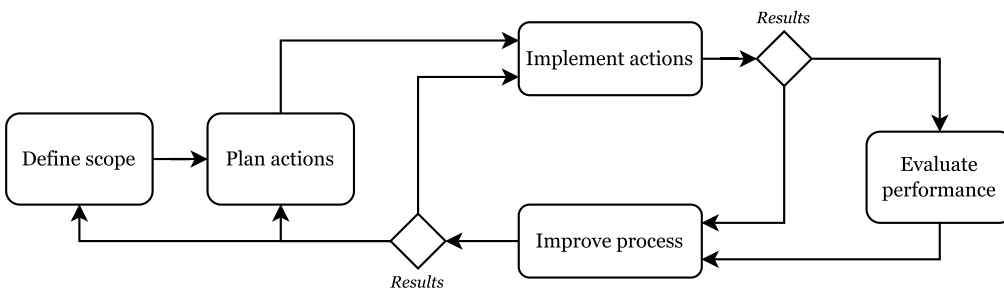 Results
Implement actions
Define scope
Plan actions
Evaluate
performance
Improve process
Results